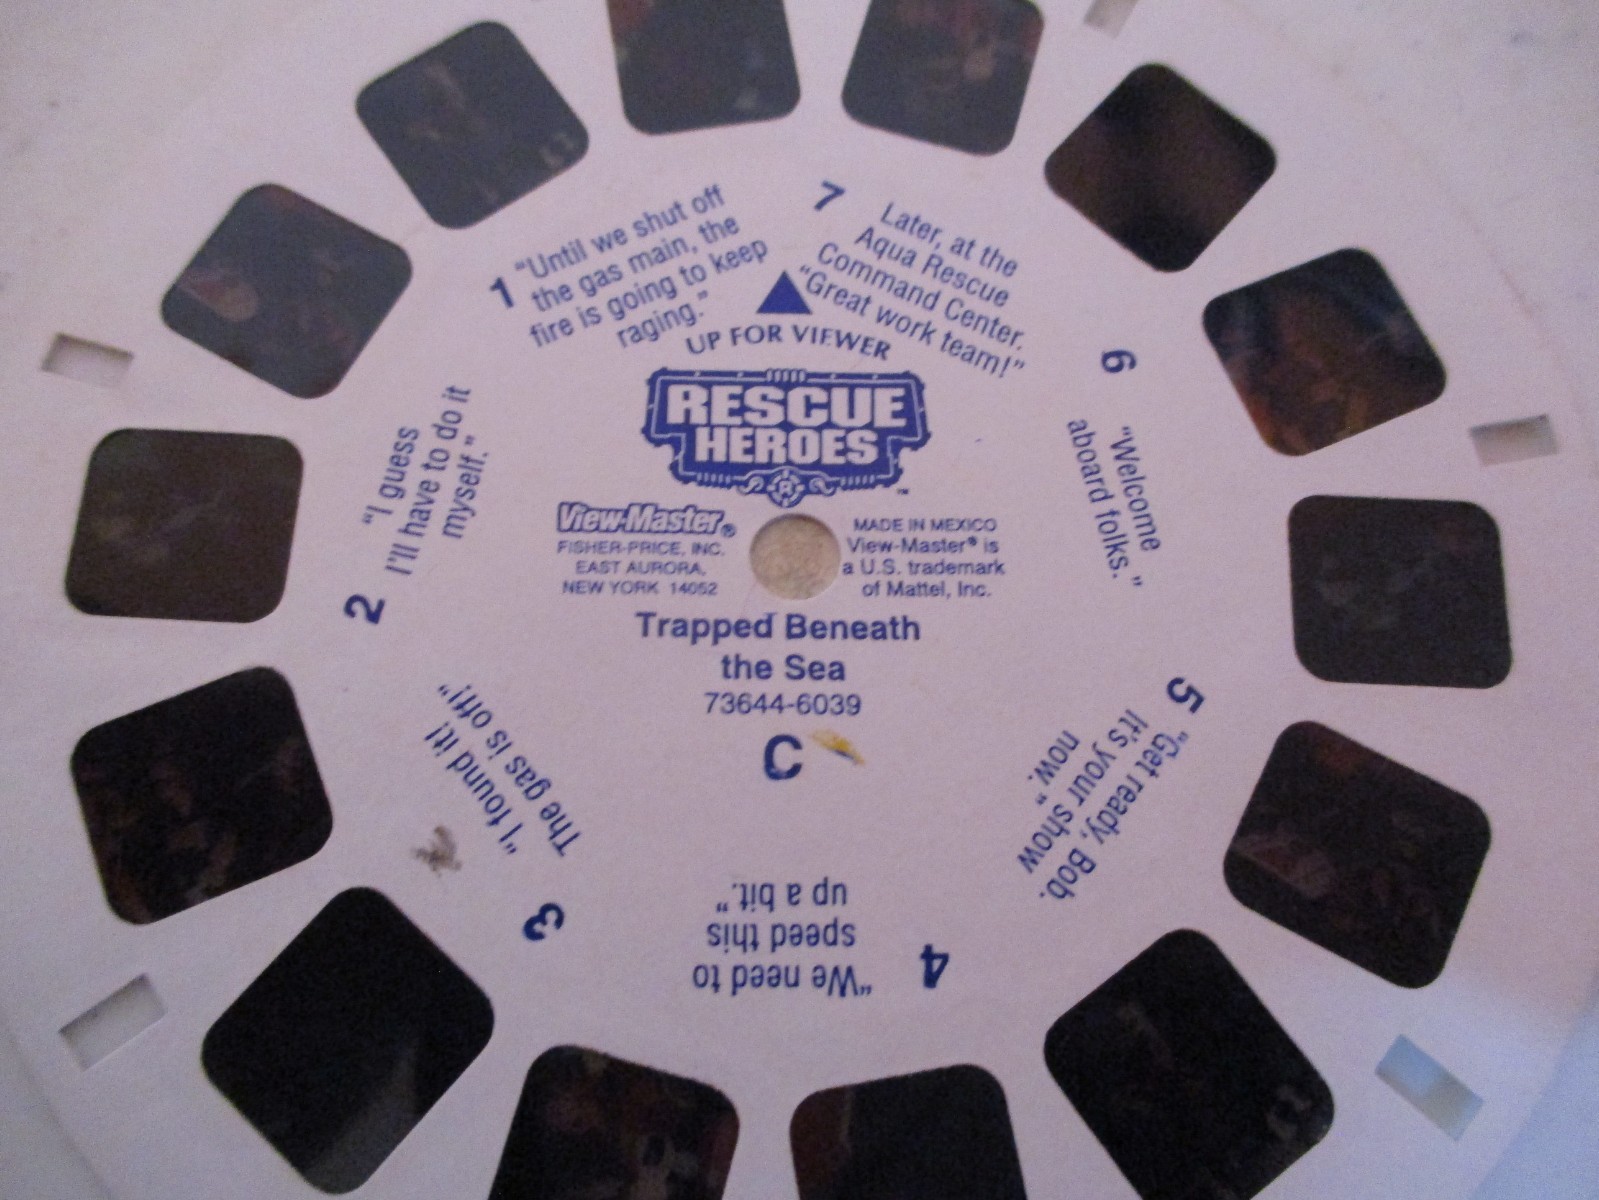 1
"Until we shut off
the gas main, the
fire is going to keep
raging."
7
Later, at the
Aqua Rescue
Command Center.
"Great work team!"
UP FOR VIEWER
RESCUE
HEROES
™
View-Master®
FISHER-PRICE, INC.
EAST AURORA,
NEW YORK 14052
MADE IN MEXICO
View-Master® is
a U.S. trademark
of Mattel, Inc.
Trapped Beneath
the Sea
73644-6039
C
2
"I guess
I'll have to do it
myself."
3
"I found it!
The gas is off!"
4
"We need to
speed this
up a bit."
5
"Get ready, Bob.
It's your show
now."
6
"Welcome
aboard folks."